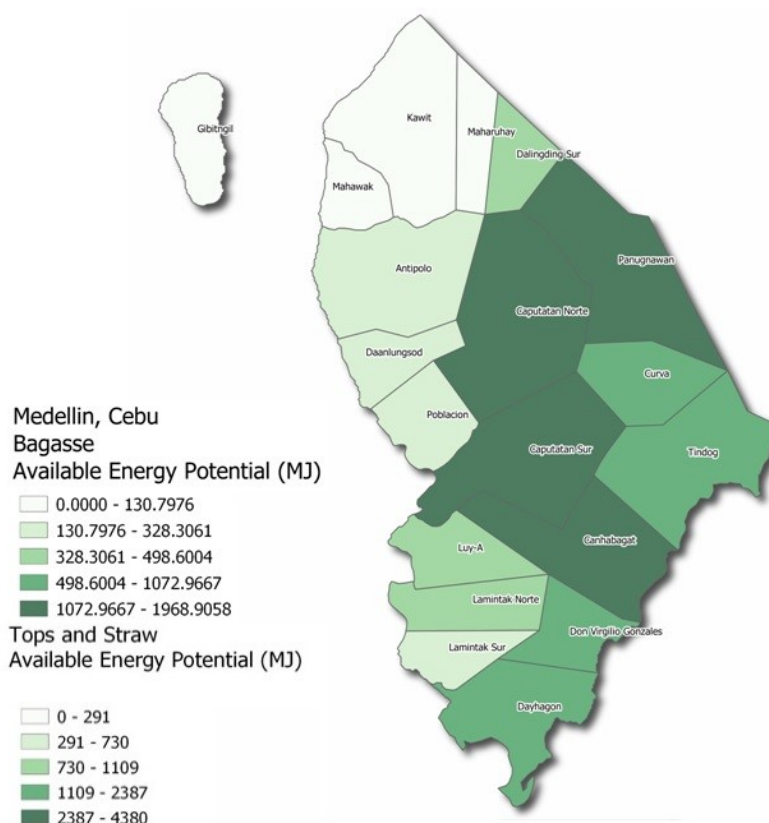 Gibitngil
Kawit
Maharuhay
Dalingding Sur
Mahawak
Antipolo
Panugnawan
Caputatan Norte
Daanlungsod
Curva
Poblacion
Caputatan Sur
Tindog
Canhabagat
Luy-A
Lamintak Norte
Don Virgilio Gonzales
Lamintak Sur
Dayhagon
Medellin, Cebu
Bagasse
Available Energy Potential (MJ)
0.0000 - 130.7976
130.7976 - 328.3061
328.3061 - 498.6004
498.6004 - 1072.9667
1072.9667 - 1968.9058
Tops and Straw
Available Energy Potential (MJ)
0 - 291
291 - 730
730 - 1109
1109 - 2387
2387 - 4380